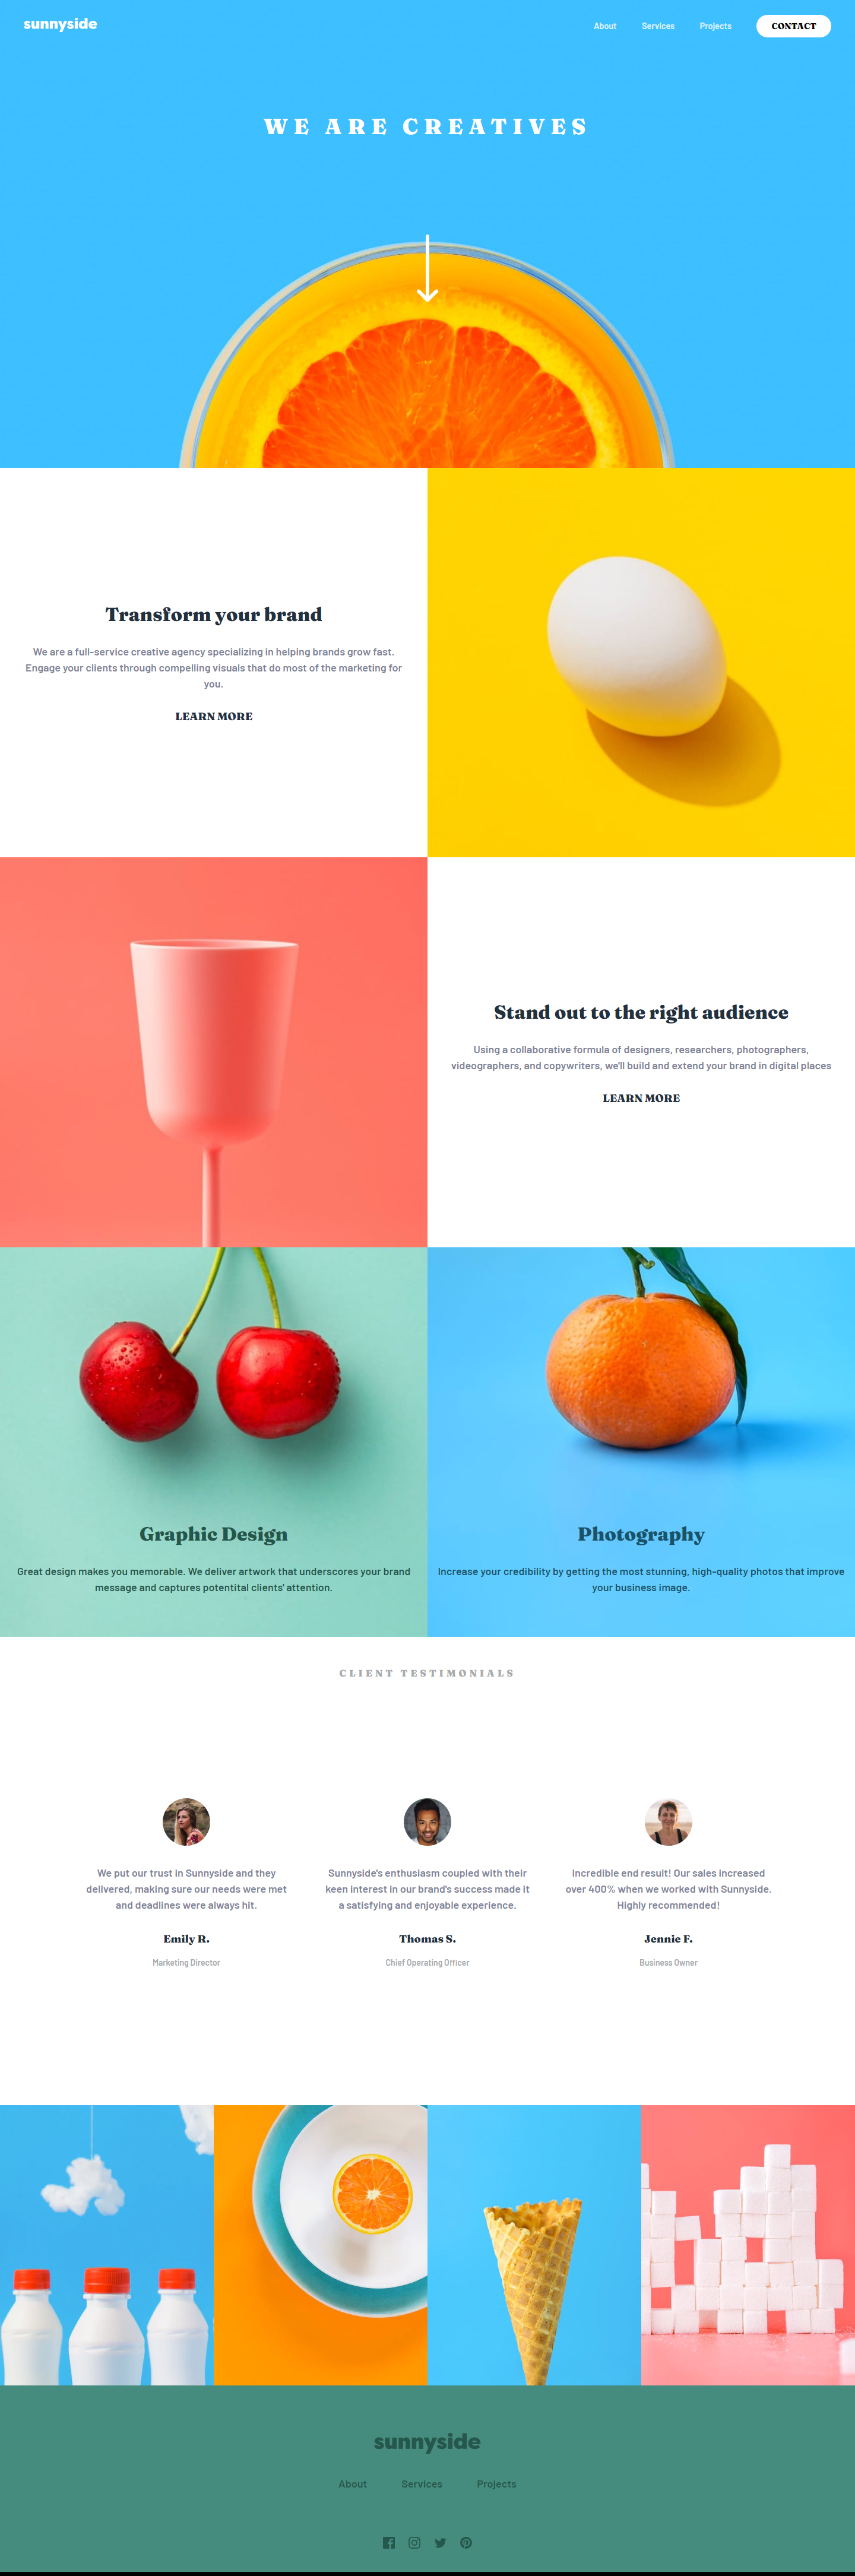 sunnyside
About Services Projects CONTACT
WE ARE CREATIVES
Transform your brand
We are a full-service creative agency specializing in helping brands grow fast.
Engage your clients through compelling visuals that do most of the marketing for
you.
LEARN MORE
Stand out to the right audience
Using a collaborative formula of designers, researchers, photographers,
videographers, and copywriters, we'll build and extend your brand in digital places
LEARN MORE
Graphic Design
Great design makes you memorable. We deliver artwork that underscores your brand
message and captures potentital clients' attention.
Photography
Increase your credibility by getting the most stunning, high-quality photos that improve
your business image.
CLIENT TESTIMONIALS
We put our trust in Sunnyside and they
delivered, making sure our needs were met
and deadlines were always hit.
Emily R.
Marketing Director
Sunnyside's enthusiasm coupled with their
keen interest in our brand's success made it
a satisfying and enjoyable experience.
Thomas S.
Chief Operating Officer
Incredible end result! Our sales increased
over 400% when we worked with Sunnyside.
Highly recommended!
Jennie F.
Business Owner
sunnyside
About Services Projects